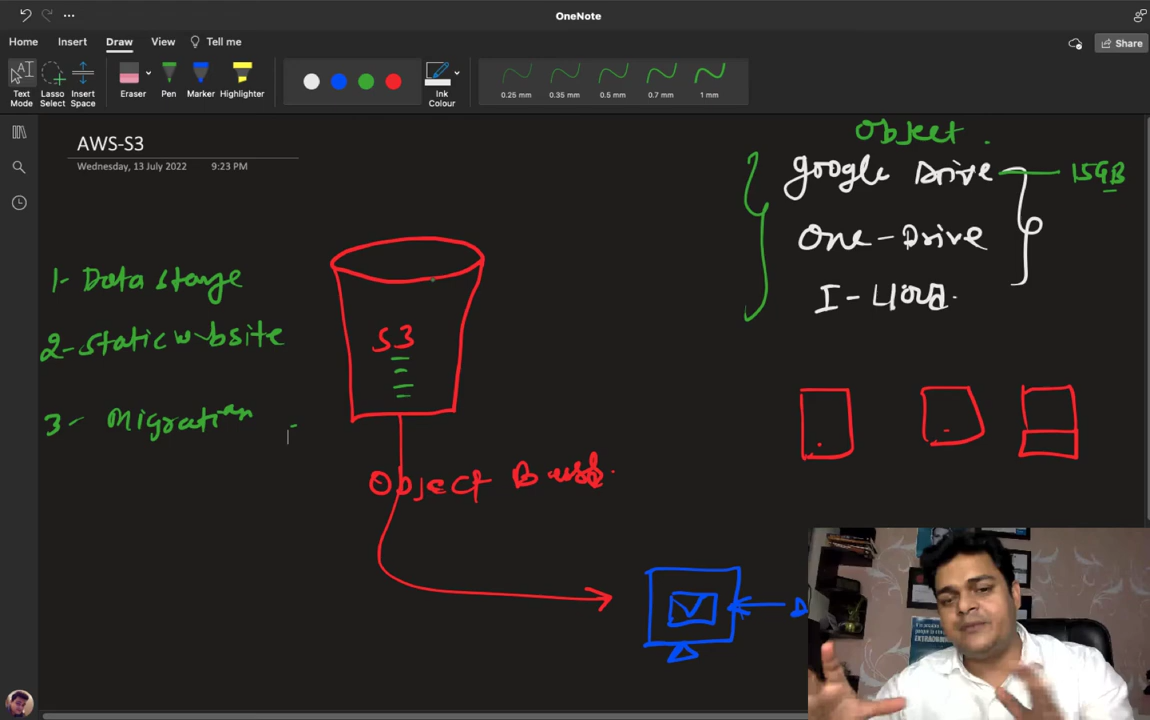 OneNote
Home Insert Draw View Tell me
Share
Text Mode
Lasso Select
Insert Space
Eraser
Pen
Marker
Highlighter
Ink Colour
0.25 mm 0.35 mm 0.5 mm 0.7 mm 1 mm
AWS-S3
Wednesday, 13 July 2022 9:23 PM
Object.
google Drive 15GB
One-Drive
1- Data storage
2- Static website
3- Migration
S3
Object
EXTRAORDIN